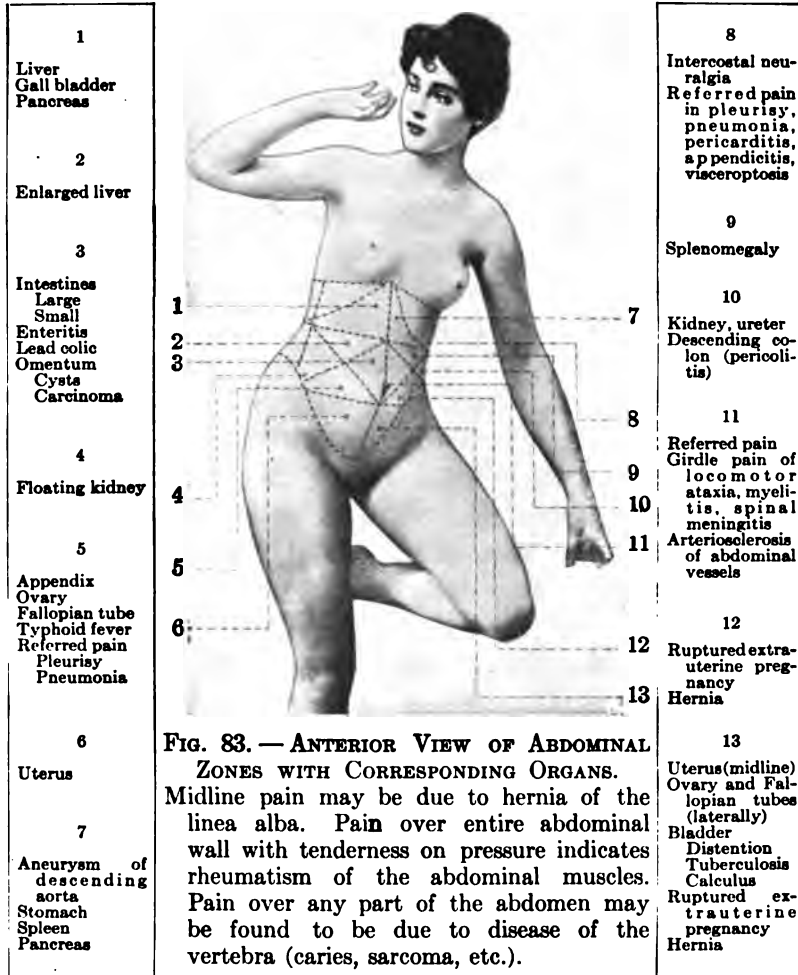 1
Liver
Gall bladder
Pancreas
2
Enlarged liver
3
Intestines
Large
Small
Enteritis
Lead colic
Omentum
Cysts
Carcinoma
4
Floating kidney
5
Appendix
Ovary
Fallopian tube
Typhoid fever
Referred pain
Pleurisy
Pneumonia
6
Uterus
7
Aneurysm of
descending
aorta
Stomach
Spleen
Pancreas
1
2
3
4
5
6
7
8
9
10
11
12
13
FIG. 83. — ANTERIOR VIEW OF ABDOMINAL
ZONES WITH CORRESPONDING ORGANS.
Midline pain may be due to hernia of the
linea alba. Pain over entire abdominal
wall with tenderness on pressure indicates
rheumatism of the abdominal muscles.
Pain over any part of the abdomen may
be found to be due to disease of the
vertebra (caries, sarcoma, etc.).
8
Intercostal neu-
ralgia
Referred pain
in pleurisy,
pneumonia,
pericarditis,
appendicitis,
visceroptosis
9
Splenomegaly
10
Kidney, ureter
Descending co-
lon (pericoli-
tis)
11
Referred pain
Girdle pain of
locomotor
ataxia, myeli-
tis, spinal
meningitis
Arteriosclerosis
of abdominal
vessels
12
Ruptured extra-
uterine preg-
nancy
Hernia
13
Uterus (midline)
Ovary and Fal-
lopian tubes
(laterally)
Bladder
Distention
Tuberculosis
Calculus
Ruptured ex-
trauterine
pregnancy
Hernia